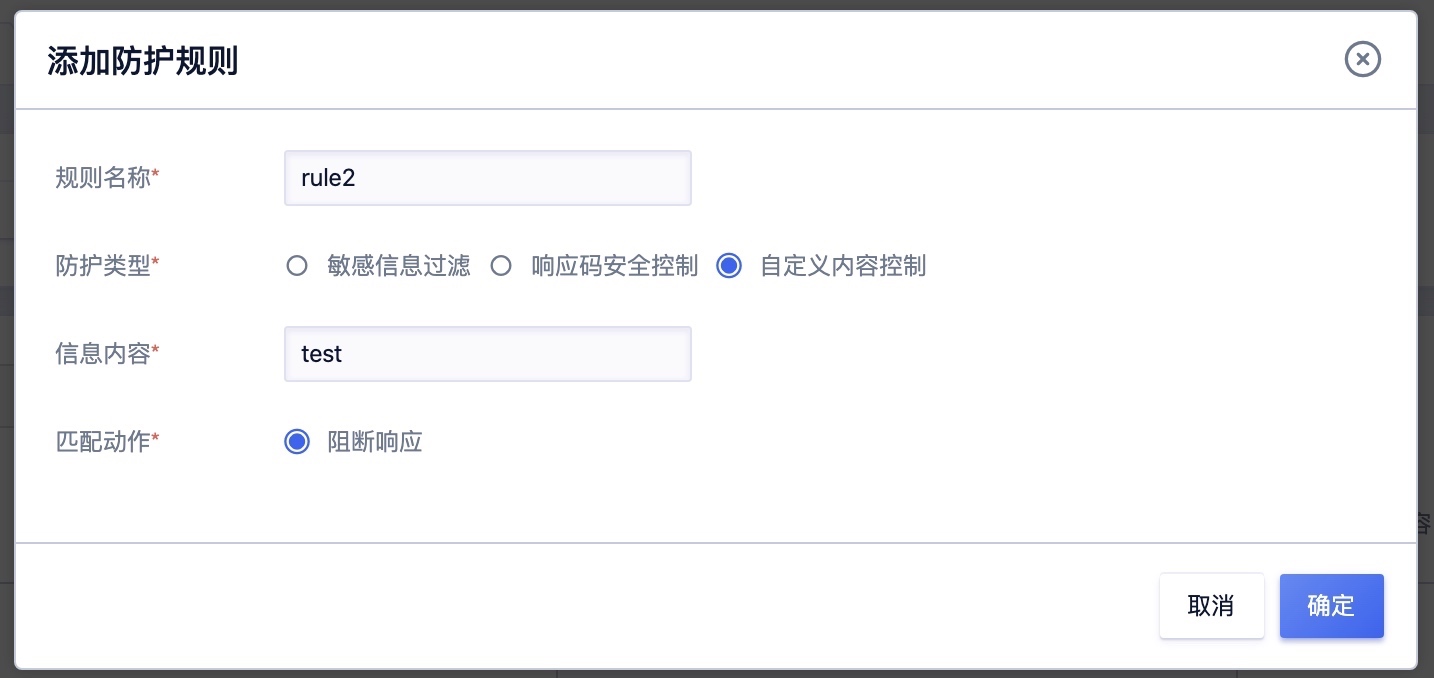 添加防护规则
规则名称* rule2
防护类型* 敏感信息过滤 响应码安全控制 自定义内容控制
信息内容* test
匹配动作* 阻断响应
容
取消 确定